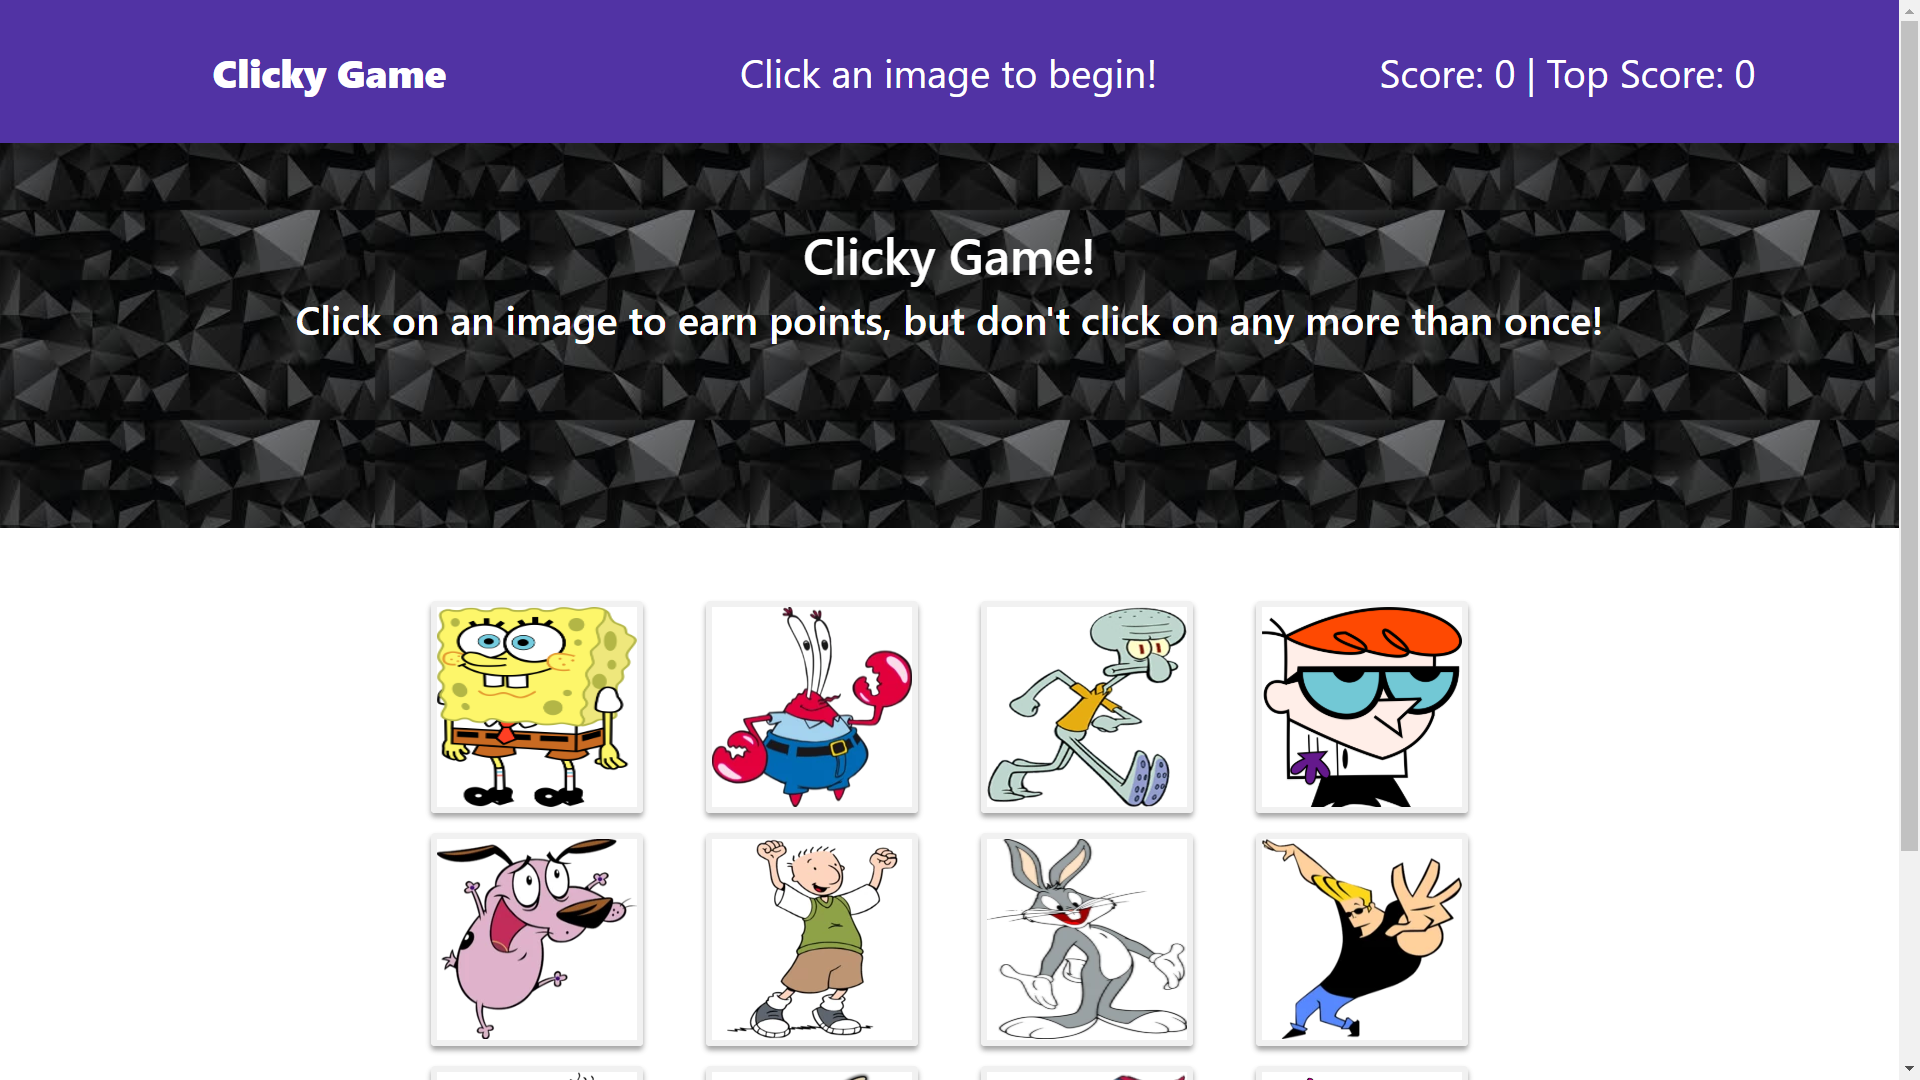 Clicky Game
Click an image to begin!
Score: 0 | Top Score: 0
Clicky Game!
Click on an image to earn points, but don't click on any more than once!